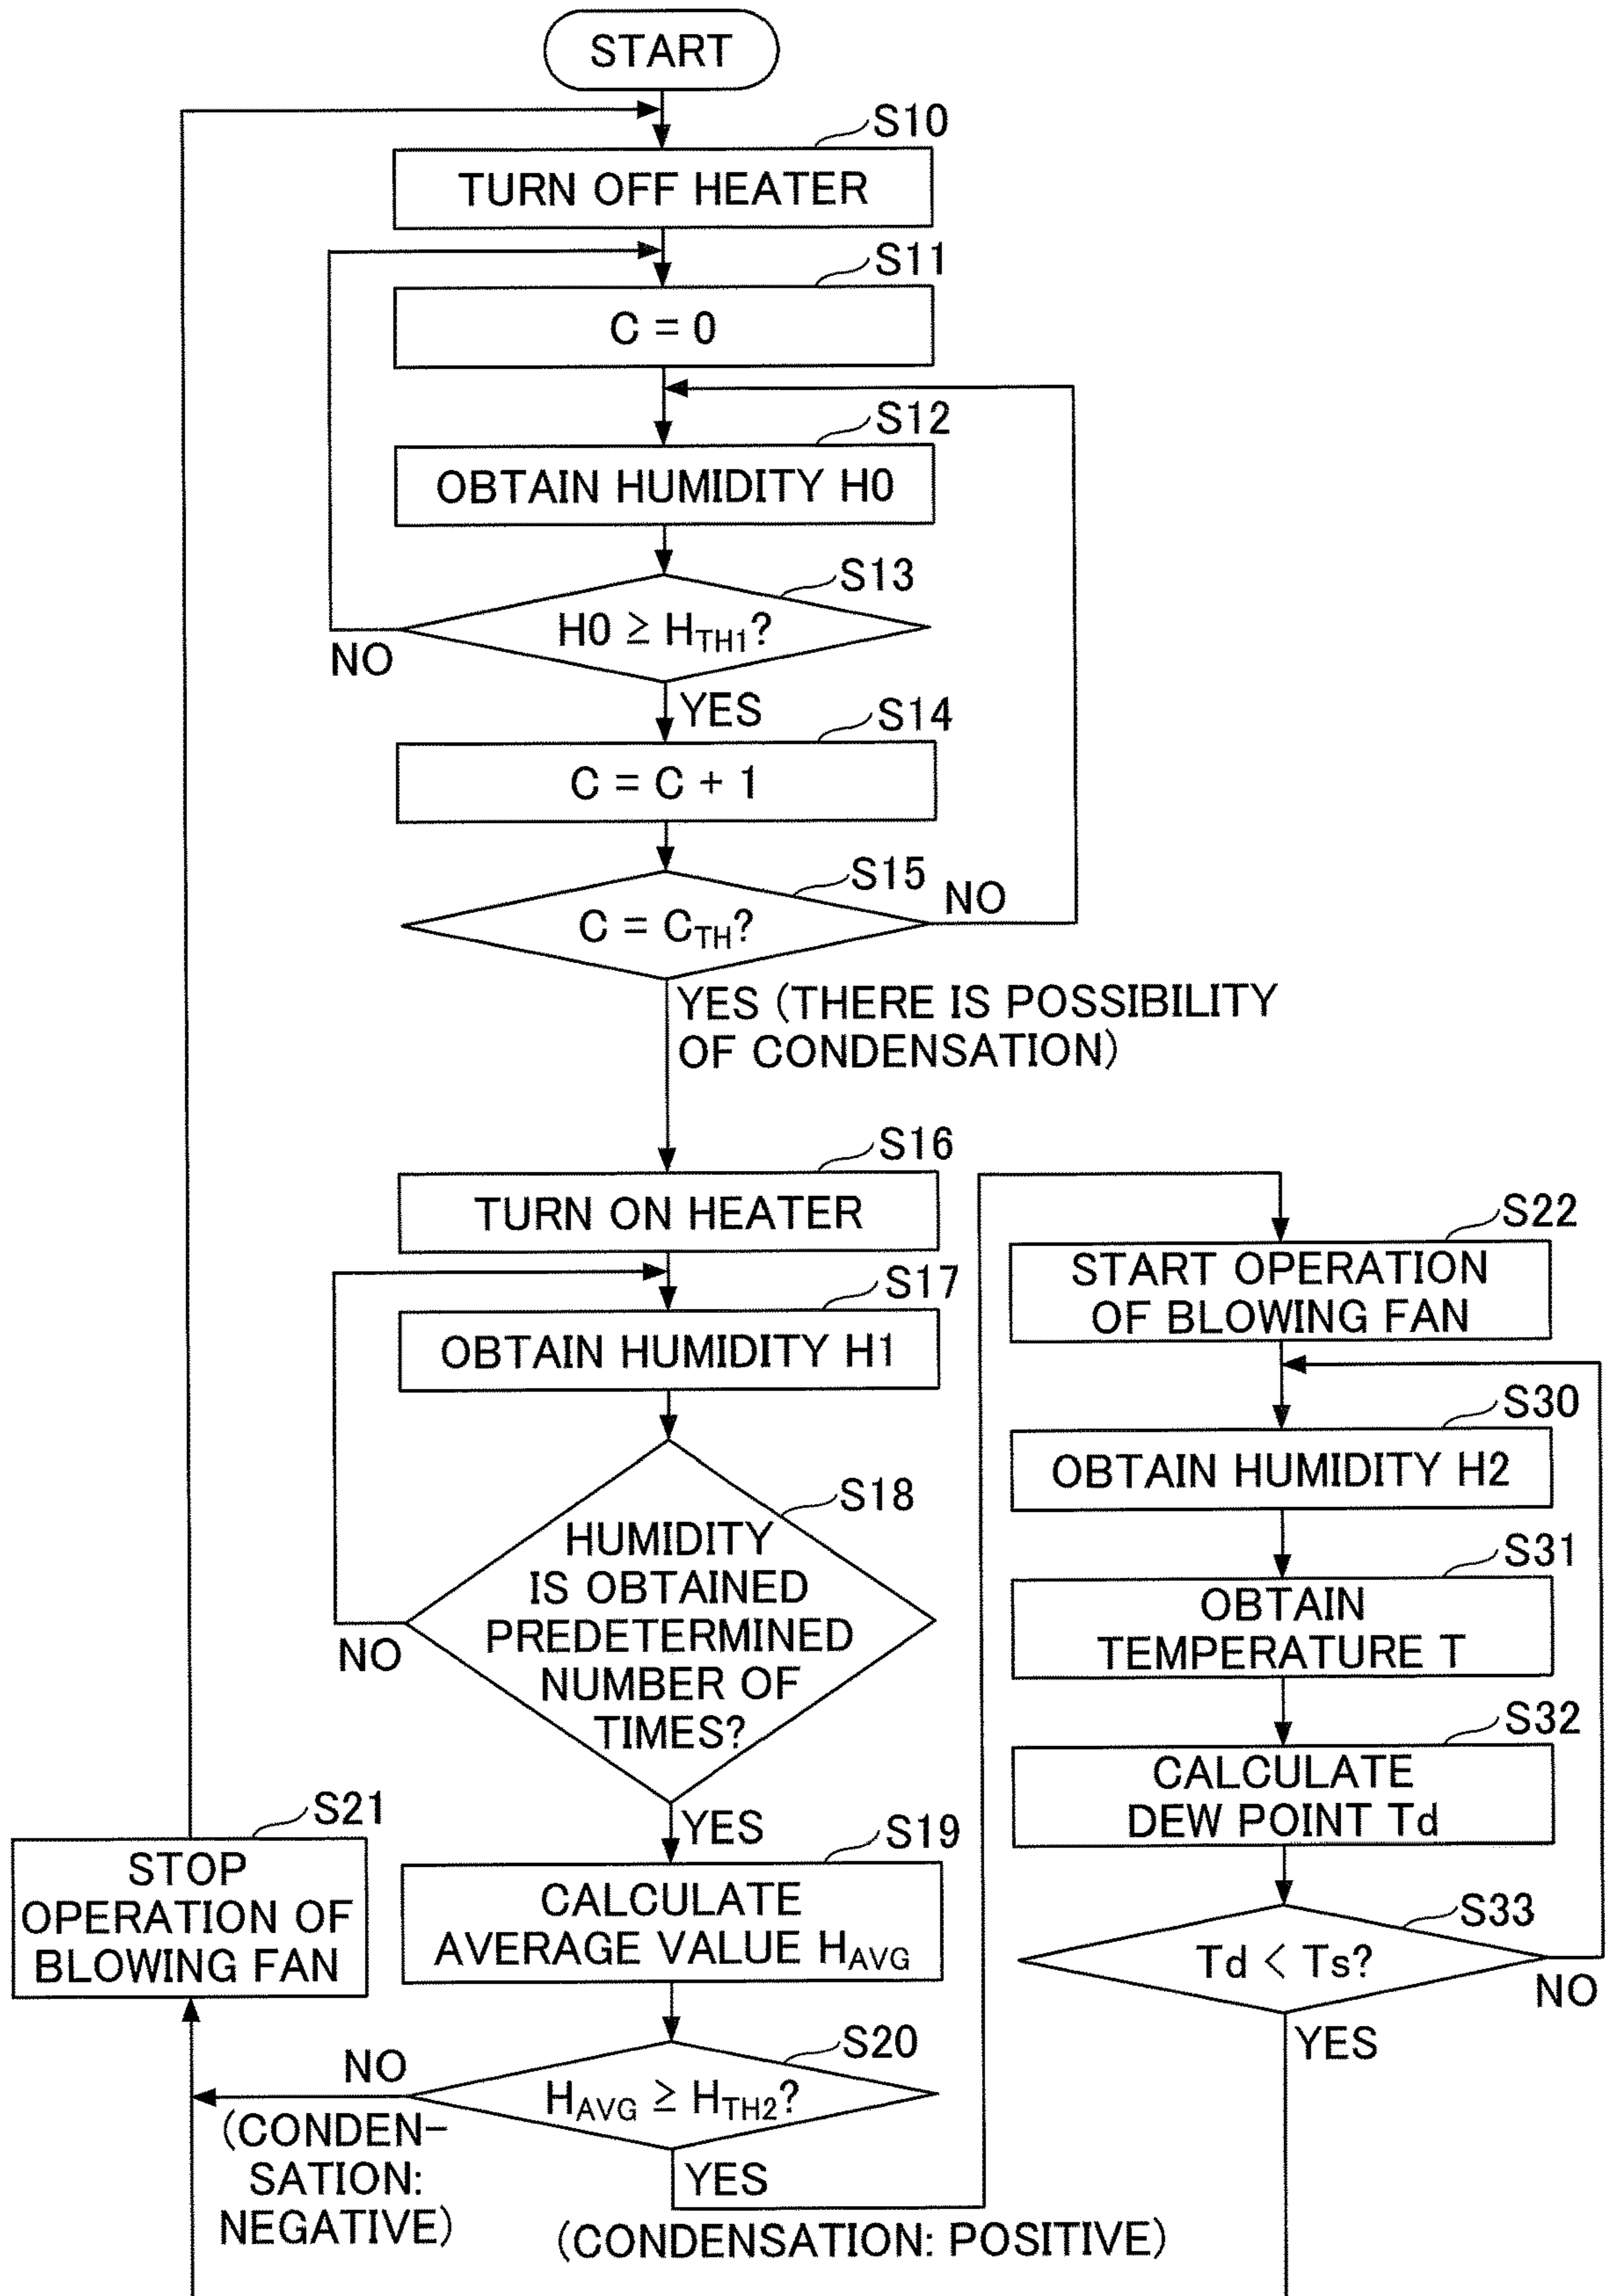 START
S10
TURN OFF HEATER
S11
C = 0
S12
OBTAIN HUMIDITY H0
S13
H0 ≥ HTH1?
NO
YES
S14
C = C + 1
S15
C = CTH?
NO
YES (THERE IS POSSIBILITY
OF CONDENSATION)
S16
TURN ON HEATER
S17
OBTAIN HUMIDITY H1
S18
HUMIDITY
IS OBTAINED
PREDETERMINED
NUMBER OF
TIMES?
NO
YES
S19
CALCULATE
AVERAGE VALUE HAVG
S20
HAVG ≥ HTH2?
NO
(CONDEN-
SATION:
NEGATIVE)
YES
(CONDENSATION: POSITIVE)
S21
STOP
OPERATION OF
BLOWING FAN
S22
START OPERATION
OF BLOWING FAN
S30
OBTAIN HUMIDITY H2
S31
OBTAIN
TEMPERATURE T
S32
CALCULATE
DEW POINT Td
S33
Td < Ts?
NO
YES